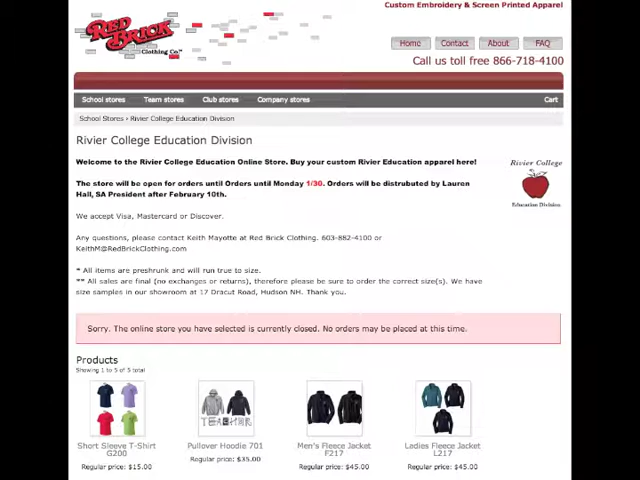 Custom Embroidery & Screen Printed Apparel
RED BRICK
Clothing Co.
Home Contact About FAQ
Call us toll free 866-718-4100
School stores Team stores Club stores Company stores Cart
School Stores › Rivier College Education Division
Rivier College Education Division
Welcome to the Rivier College Education Online Store. Buy your custom Rivier Education apparel here!
Rivier College
The store will be open for orders until Orders until Monday 1/30. Orders will be distrubuted by Lauren
Hall, SA President after February 10th.
Education Division
We accept Visa, Mastercard or Discover.
Any questions, please contact Keith Mayotte at Red Brick Clothing. 603-882-4100 or
KeithM@RedBrickClothing.com
* All items are preshrunk and will run true to size.
** All sales are final (no exchanges or returns), therefore please be sure to order the correct size(s). We have
size samples in our showroom at 17 Dracut Road, Hudson NH. Thank you.
Sorry. The online store you have selected is currently closed. No orders may be placed at this time.
Products
Showing 1 to 5 of 5 total
TEACHER
Short Sleeve T-Shirt
G200
Regular price: $15.00
Pullover Hoodie 701
Regular price: $35.00
Men's Fleece Jacket
F217
Regular price: $45.00
Ladies Fleece Jacket
L217
Regular price: $45.00